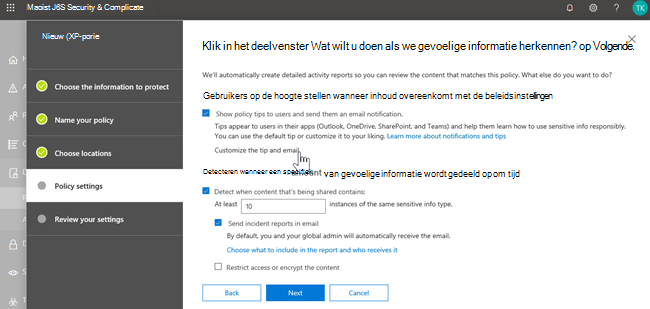 Maoist J6S Security & Complicate
TK
Nieuw (XP-porie
Choose the information to protect
Name your policy
Choose locations
Policy settings
Review your settings
Klik in het deelvenster Wat wilt u doen als we gevoelige informatie herkennen? op Volgende.
We'll automatically create detailed activity reports so you can review the content that matches this policy. What else do you want to do?
Gebruikers op de hoogte stellen wanneer inhoud overeenkomt met de beleidsinstellingen
Show policy tips to users and send them an email notification.
Tips appear to users in their apps (Outlook, OneDrive, SharePoint, and Teams) and help them learn how to use sensitive info responsibly.
You can use the default tip or customize it to your liking. Learn more about notifications and tips
Customize the tip and email
Detecteren wanneer een specifiek
van gevoelige informatie wordt gedeeld op om tijd
Detect when content that's being shared contains:
At least 10 instances of the same sensitive info type.
Send incident reports in email
By default, you and your global admin will automatically receive the email.
Choose what to include in the report and who receives it
Restrict access or encrypt the content
Back
Next
Cancel